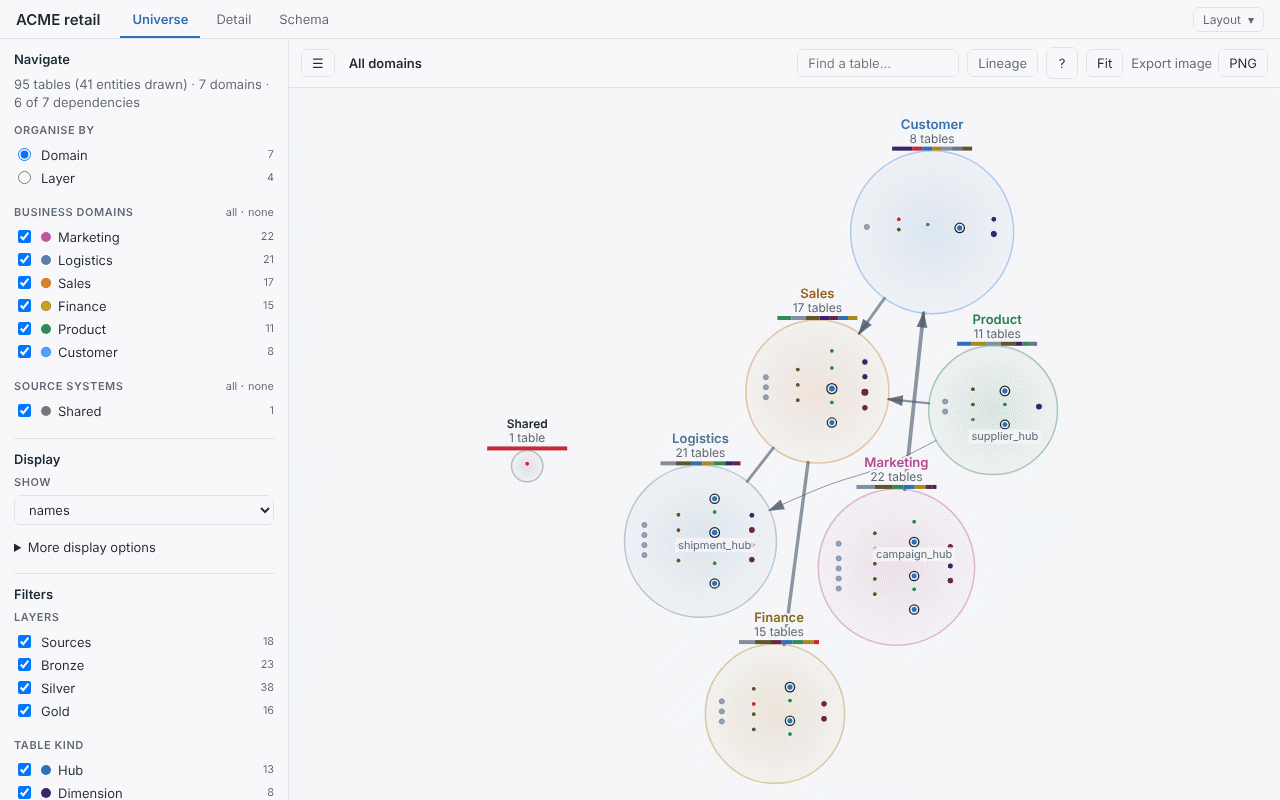 ACME retail
Universe
Detail
Schema
Layout ▾
Navigate
95 tables (41 entities drawn) · 7 domains ·
6 of 7 dependencies
ORGANISE BY
Domain 7
Layer 4
BUSINESS DOMAINS all · none
Marketing 22
Logistics 21
Sales 17
Finance 15
Product 11
Customer 8
SOURCE SYSTEMS all · none
Shared 1
Display
SHOW
names
More display options
Filters
LAYERS
Sources 18
Bronze 23
Silver 38
Gold 16
TABLE KIND
Hub 13
Dimension 8
☰
All domains
Find a table...
Lineage
?
Fit
Export image
PNG
Customer
8 tables
Sales
17 tables
Product
11 tables
supplier_hub
Shared
1 table
Logistics
21 tables
shipment_hub
Marketing
22 tables
campaign_hub
Finance
15 tables